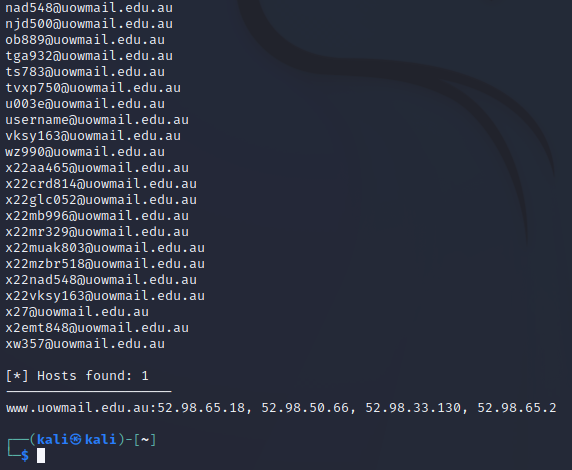 nad548@uowmail.edu.au
njd500@uowmail.edu.au
ob889@uowmail.edu.au
tga932@uowmail.edu.au
ts783@uowmail.edu.au
tvxp750@uowmail.edu.au
u003e@uowmail.edu.au
username@uowmail.edu.au
vksy163@uowmail.edu.au
wz990@uowmail.edu.au
x22aa465@uowmail.edu.au
x22crd814@uowmail.edu.au
x22glc052@uowmail.edu.au
x22mb996@uowmail.edu.au
x22mr329@uowmail.edu.au
x22muak803@uowmail.edu.au
x22mzbr518@uowmail.edu.au
x22nad548@uowmail.edu.au
x22vksy163@uowmail.edu.au
x27@uowmail.edu.au
x2emt848@uowmail.edu.au
xw357@uowmail.edu.au
[*] Hosts found: 1
---------------------
www.uowmail.edu.au:52.98.65.18, 52.98.50.66, 52.98.33.130, 52.98.65.2
┌──(kali㉿kali)-[~]
└─$